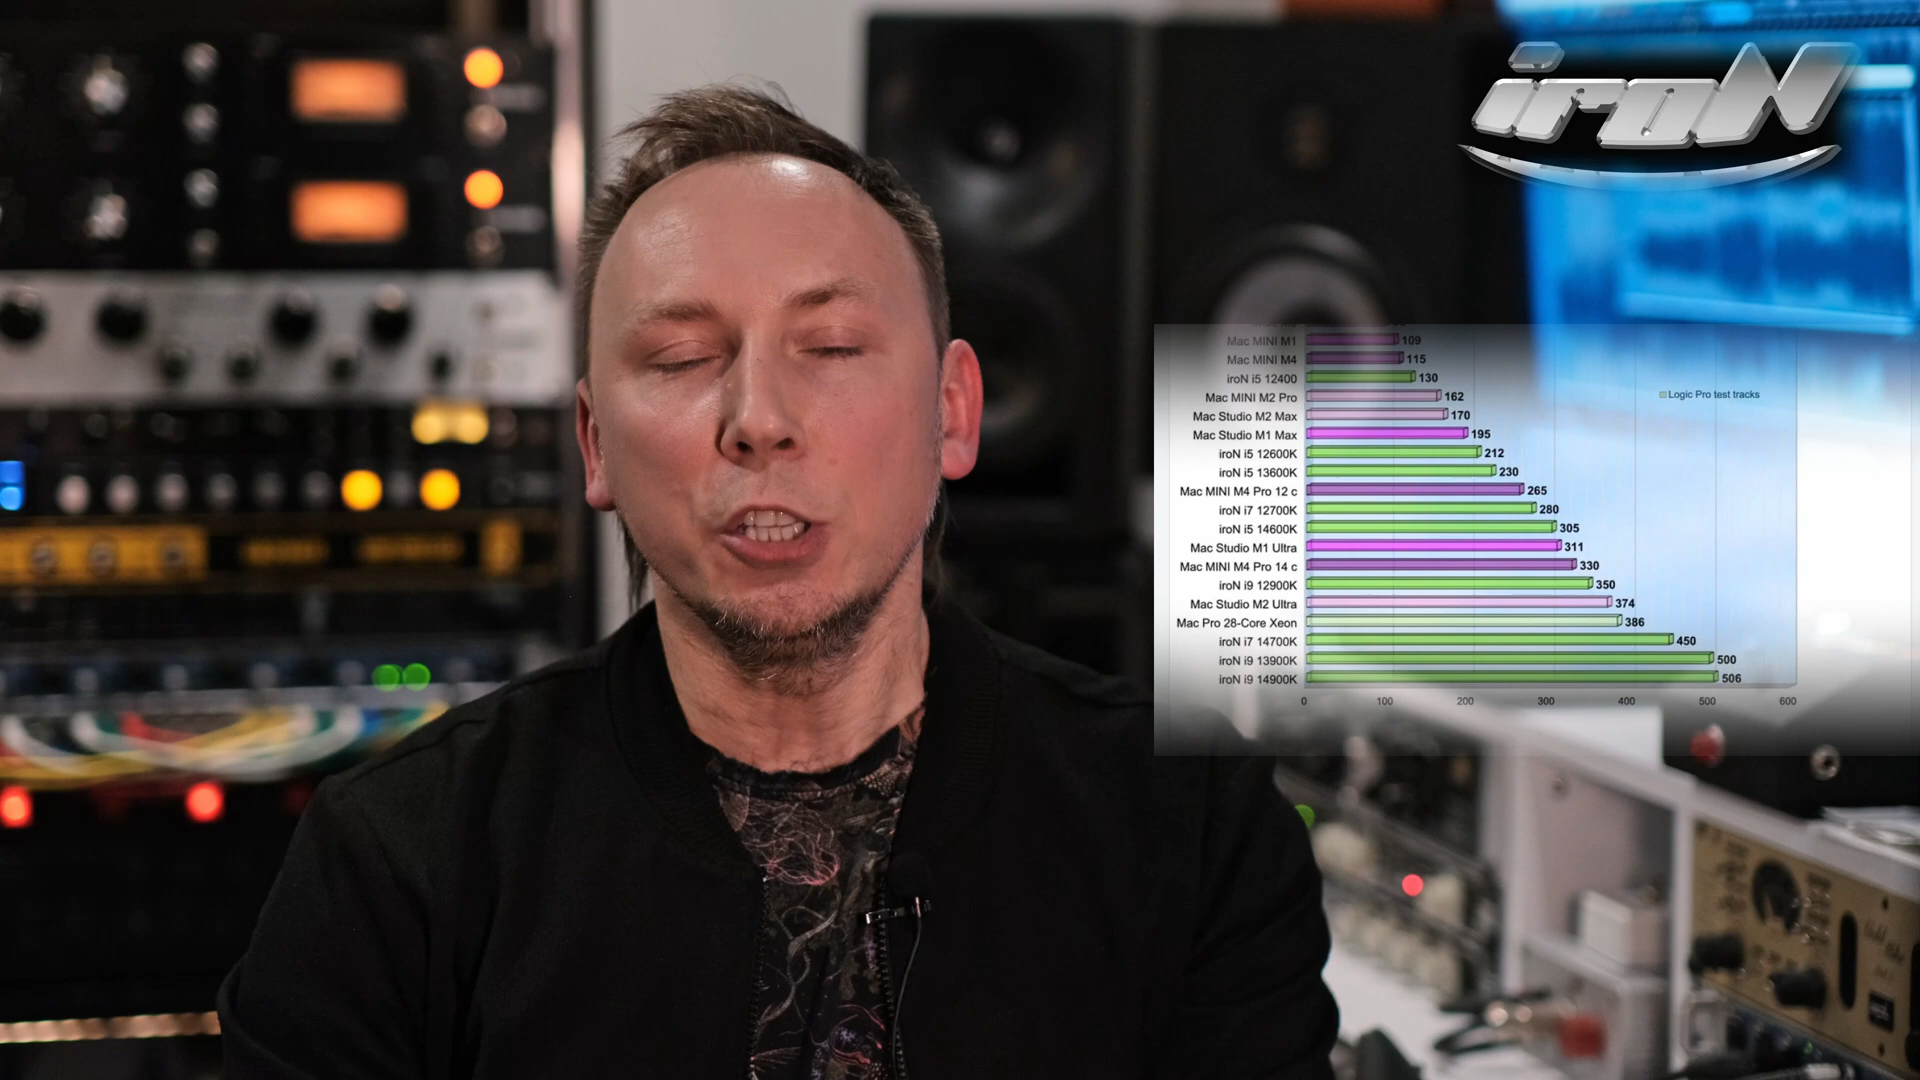 iroN
Mac MINI M1 109
Mac MINI M4 115
iroN i5 12400 130
Mac MINI M2 Pro 162
Logic Pro test tracks
Mac Studio M2 Max 170
Mac Studio M1 Max 195
iroN i5 12600K 212
iroN i5 13600K 230
Mac MINI M4 Pro 12 c 265
iroN i7 12700K 280
iroN i5 14600K 305
Mac Studio M1 Ultra 311
Mac MINI M4 Pro 14 c 330
iroN i9 12900K 350
Mac Studio M2 Ultra 374
Mac Pro 28-Core Xeon 386
iroN i7 14700K 450
iroN i9 13900K 500
iroN i9 14900K 506
0 100 200 300 400 500 600